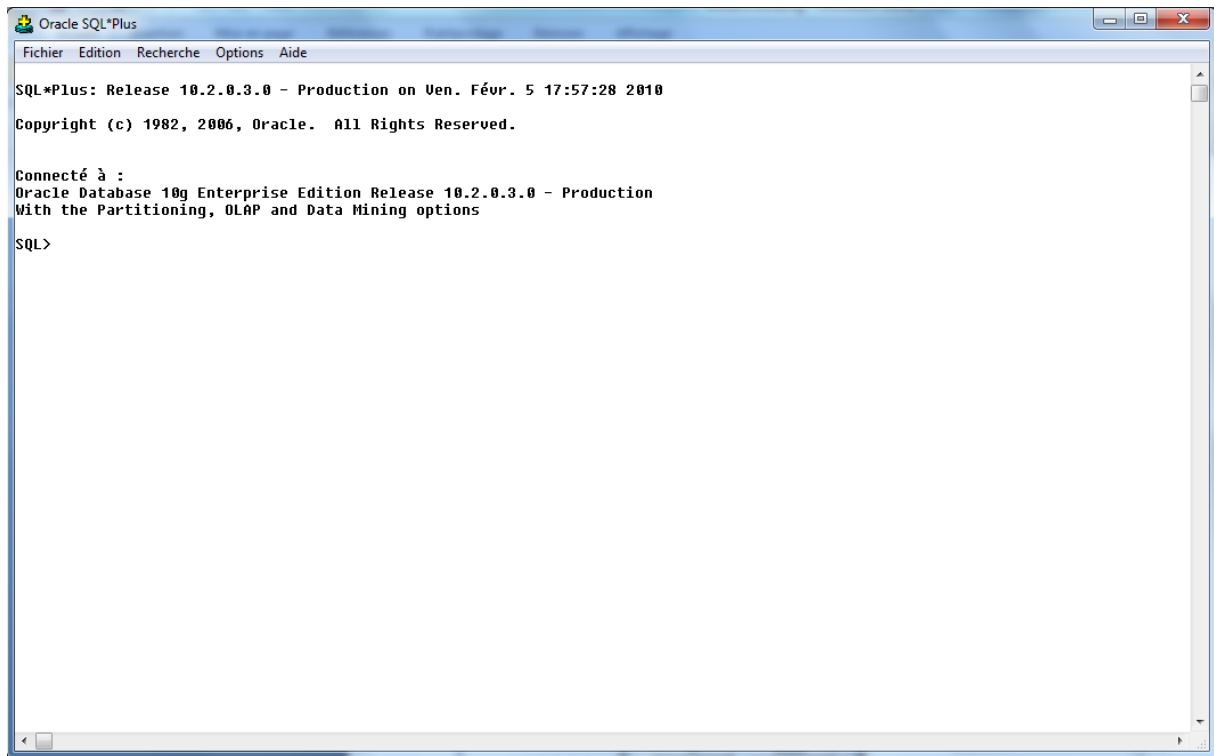 Oracle SQL*Plus
Fichier Edition Recherche Options Aide
SQL*Plus: Release 10.2.0.3.0 - Production on Ven. Févr. 5 17:57:28 2010
Copyright (c) 1982, 2006, Oracle.  All Rights Reserved.
Connecté à :
Oracle Database 10g Enterprise Edition Release 10.2.0.3.0 - Production
With the Partitioning, OLAP and Data Mining options
SQL>